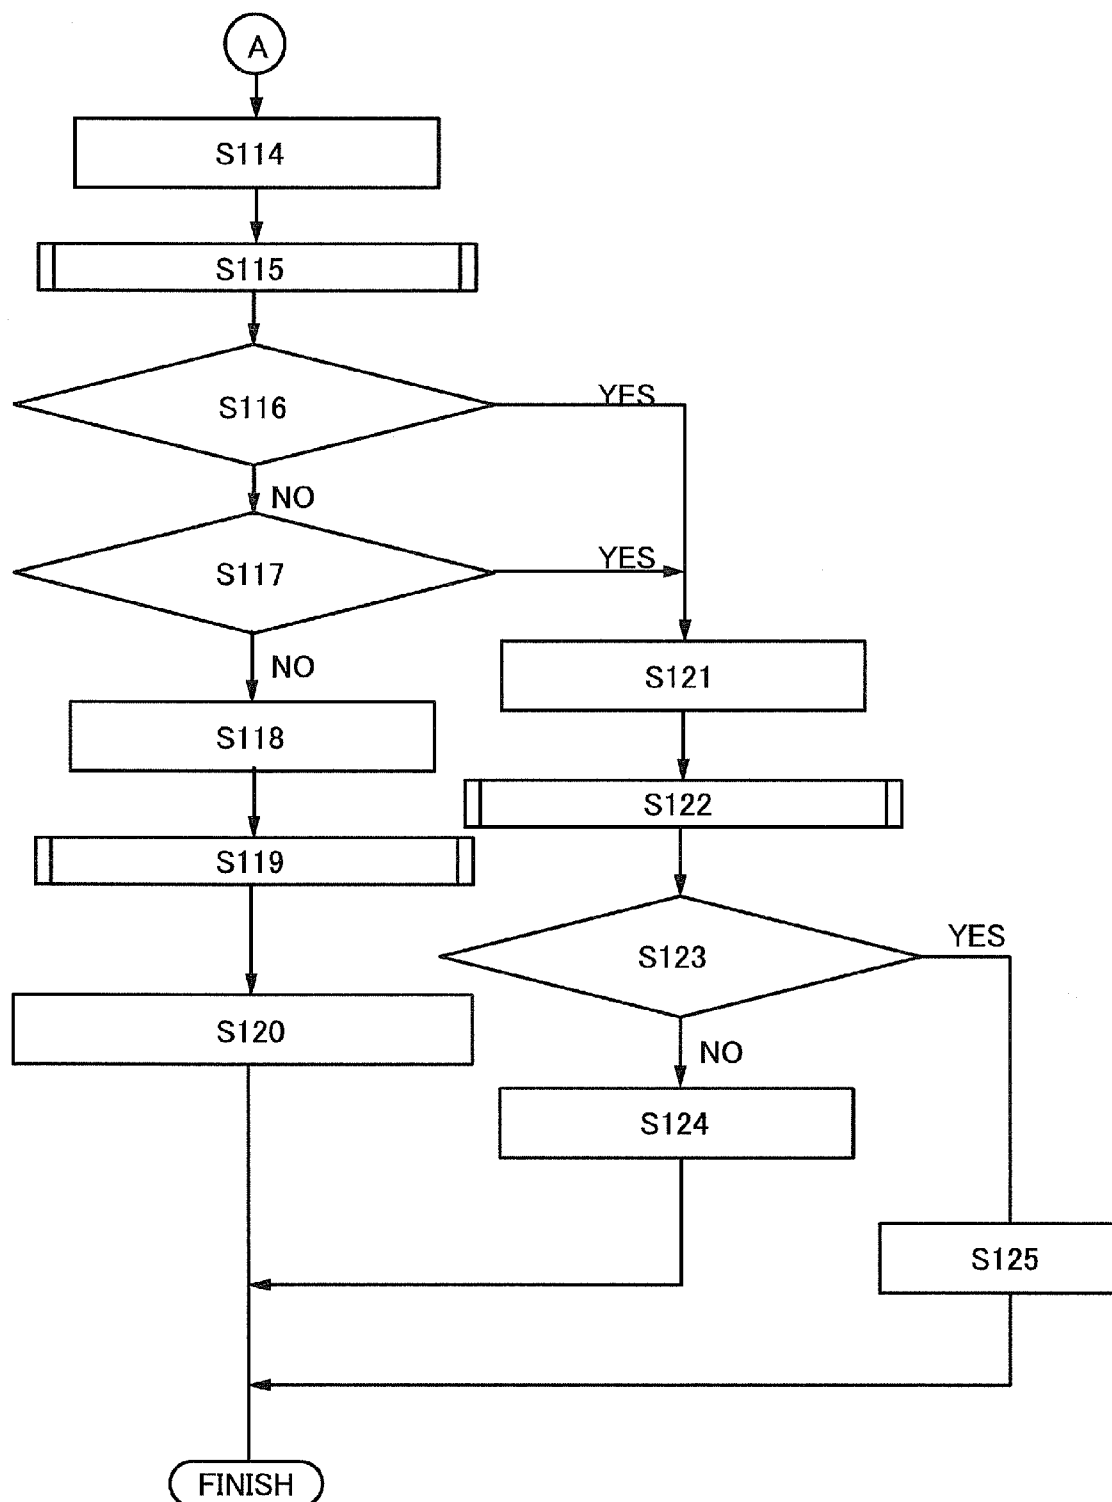 A
S114
S115
S116
YES
NO
S117
YES
NO
S121
S118
S122
S119
YES
S123
S120
NO
S124
S125
FINISH